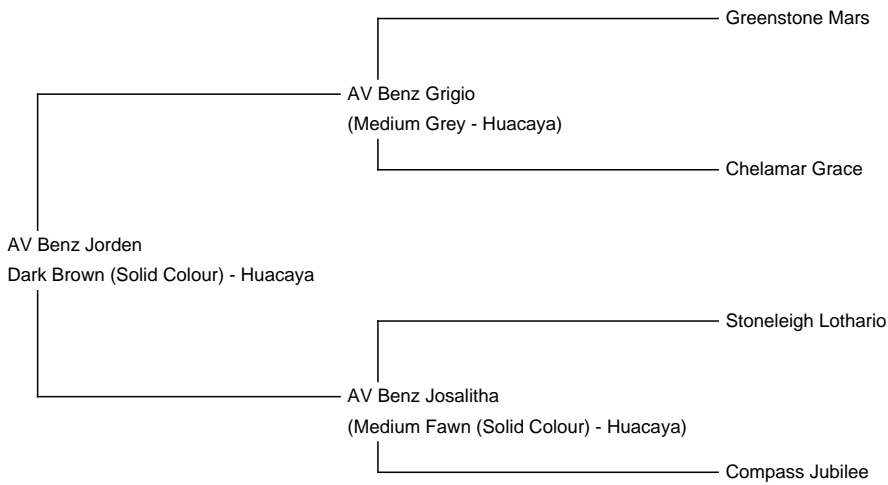 Greenstone Mars
AV Benz Grigio
(Medium Grey - Huacaya)
Chelamar Grace
AV Benz Jorden
Dark Brown (Solid Colour) - Huacaya
Stoneleigh Lothario
AV Benz Josalitha
(Medium Fawn (Solid Colour) - Huacaya)
Compass Jubilee